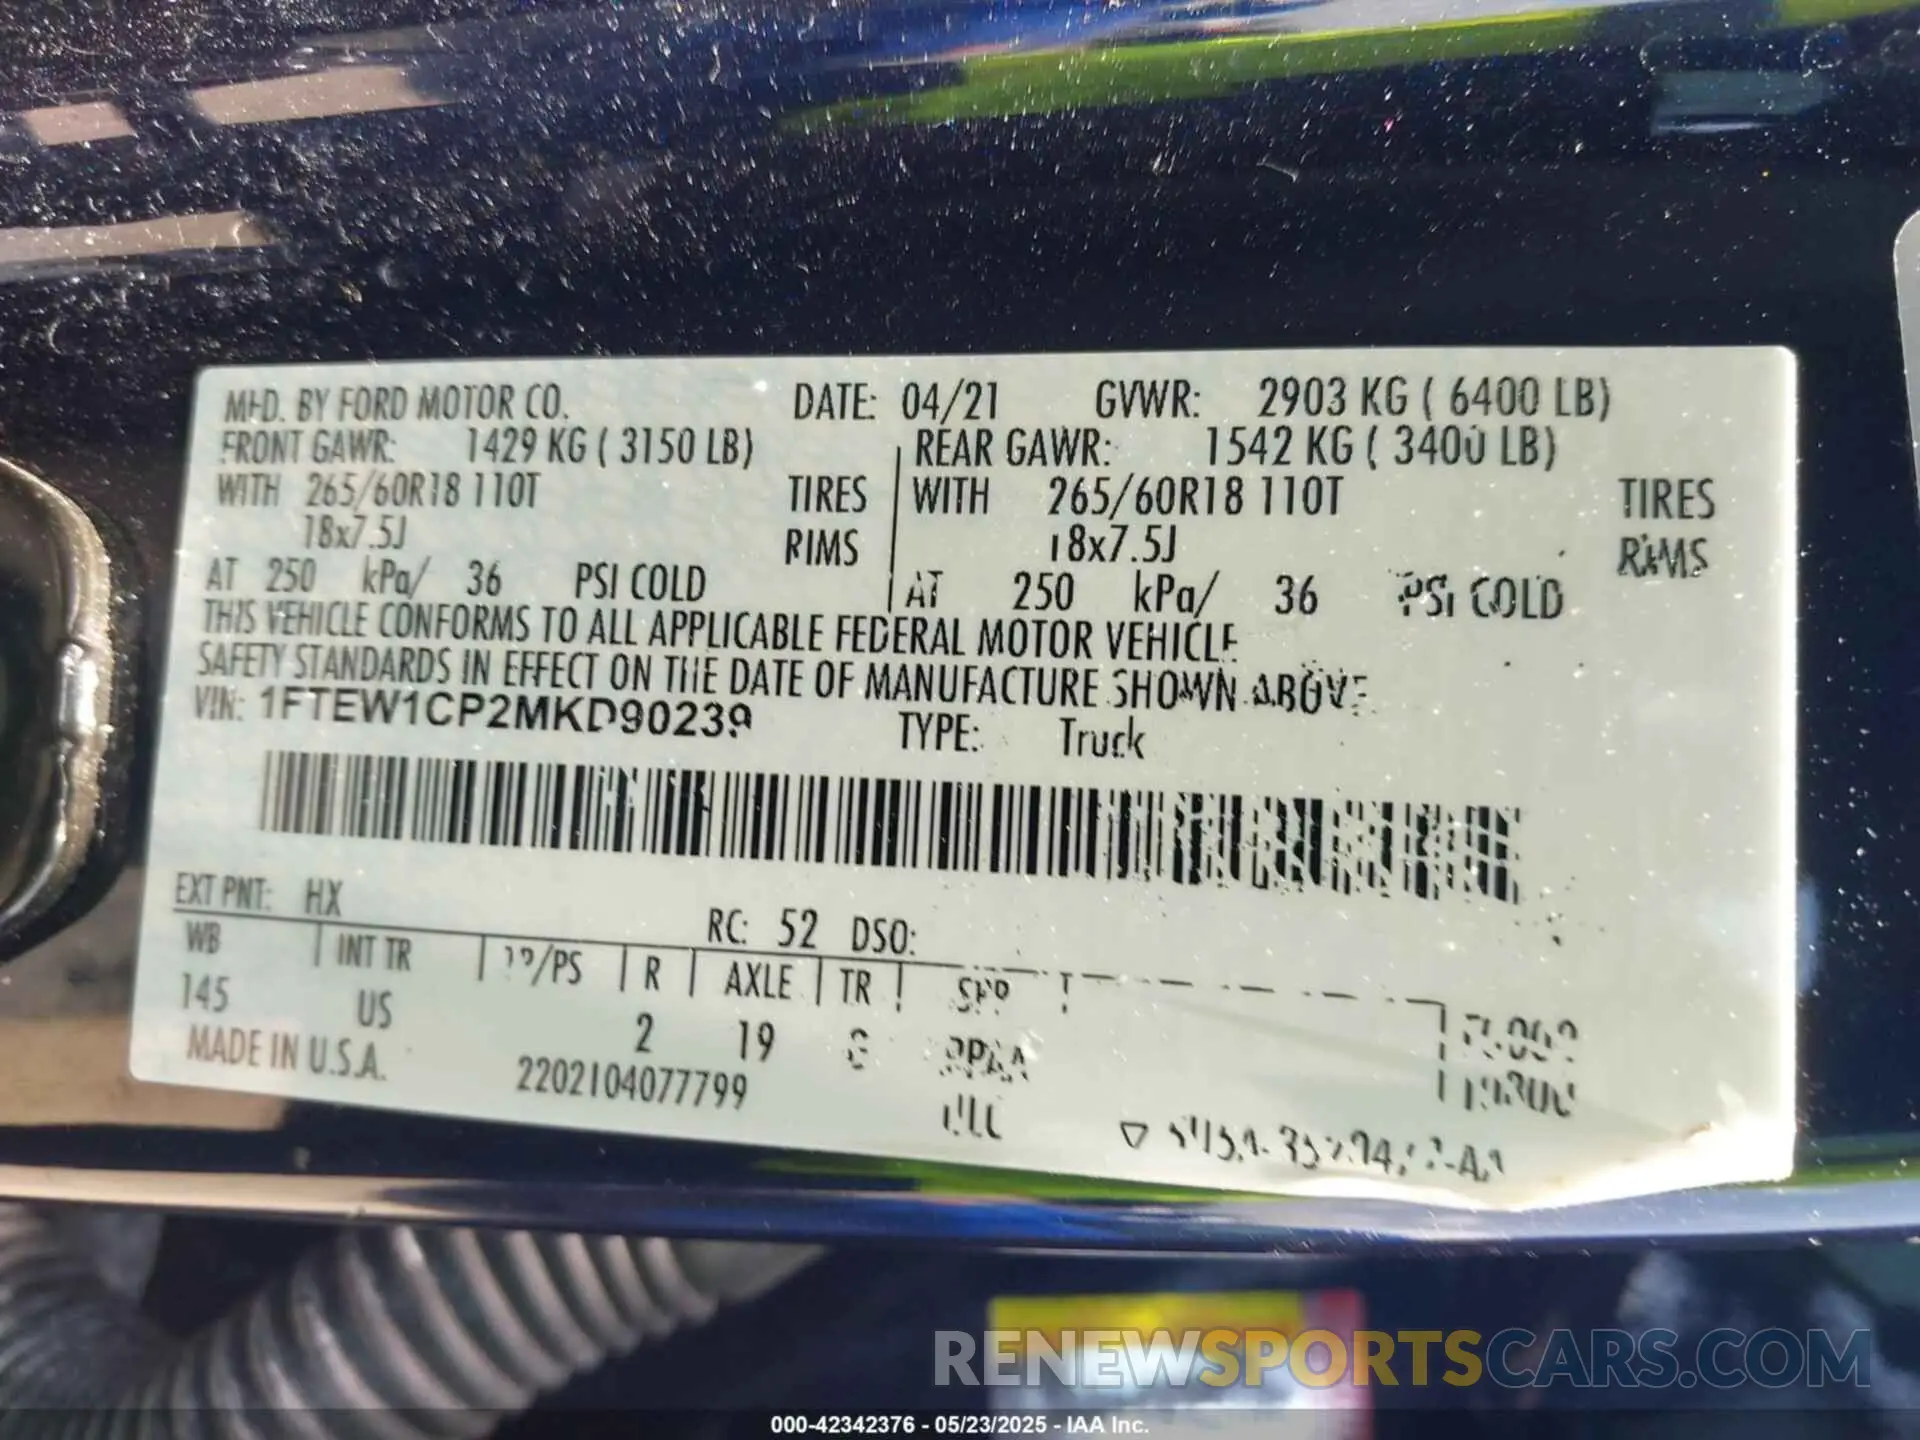 MFD. BY FORD MOTOR CO. DATE: 04/21 GVWR: 2903 KG ( 6400 LB)
FRONT GAWR: 1429 KG ( 3150 LB) REAR GAWR: 1542 KG ( 3400 LB)
WITH 265/60R18 110T TIRES WITH 265/60R18 110T TIRES
18x7.5J RIMS 18x7.5J RIMS
AT 250 kPa/ 36 PSI COLD AT 250 kPa/ 36 PSI COLD
THIS VEHICLE CONFORMS TO ALL APPLICABLE FEDERAL MOTOR VEHICLE
SAFETY STANDARDS IN EFFECT ON THE DATE OF MANUFACTURE SHOWN ABOVE.
VIN: 1FTEW1CP2MKD90239 TYPE: Truck
EXT PNT: HX RC: 52 DSO:
WB INT TR /PS R AXLE TR SPR
145 US 2 19
MADE IN U.S.A. 2202104077799
RENEWSPORTSCARS.COM
000-42342376 - 05/23/2025 - IAA Inc.